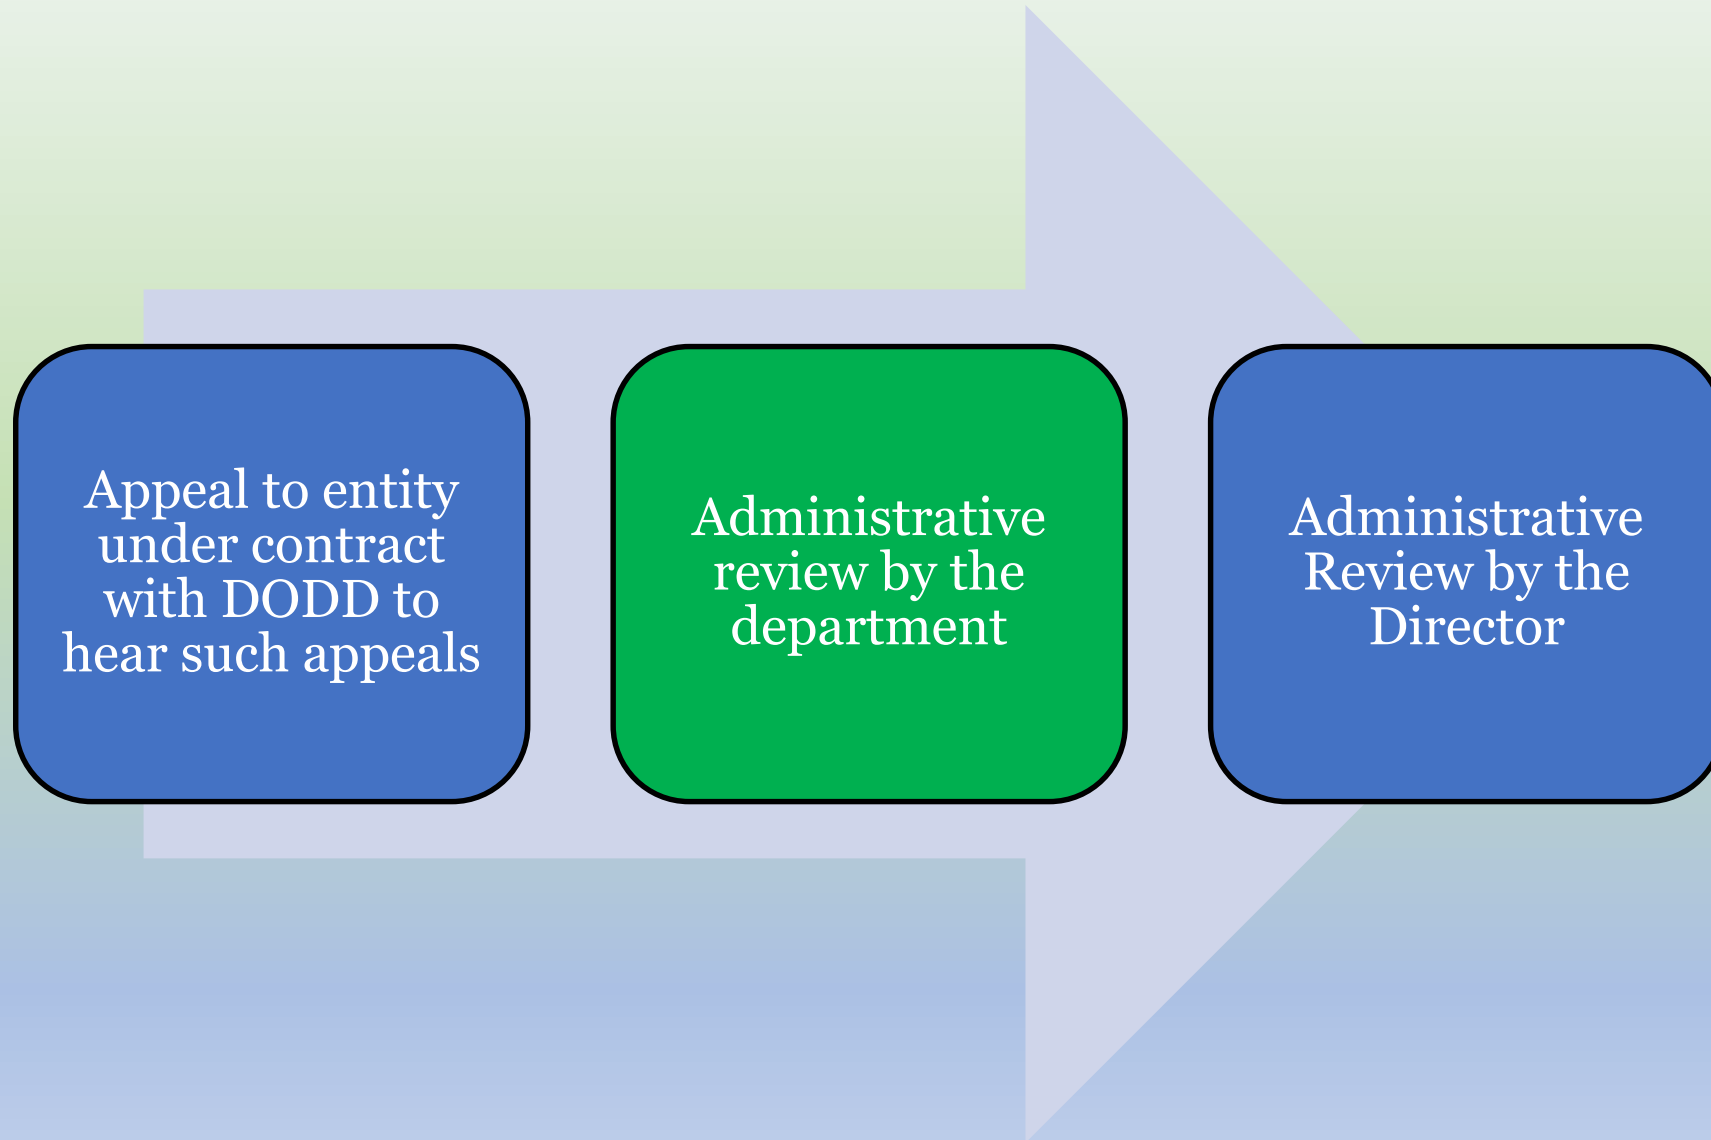 Appeal to entity
under contract
with DODD to
hear such appeals
Administrative
review by the
department
Administrative
Review by the
Director